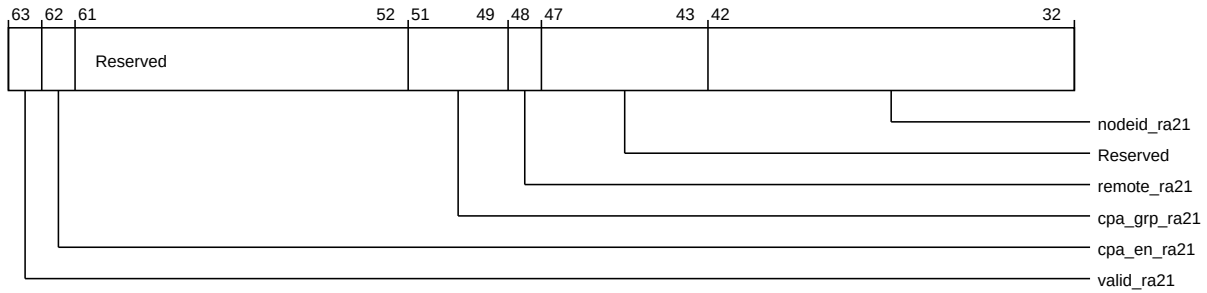 63 62 61 52 51 49 48 47 43 42 32
Reserved
nodeid_ra21
Reserved
remote_ra21
cpa_grp_ra21
cpa_en_ra21
valid_ra21